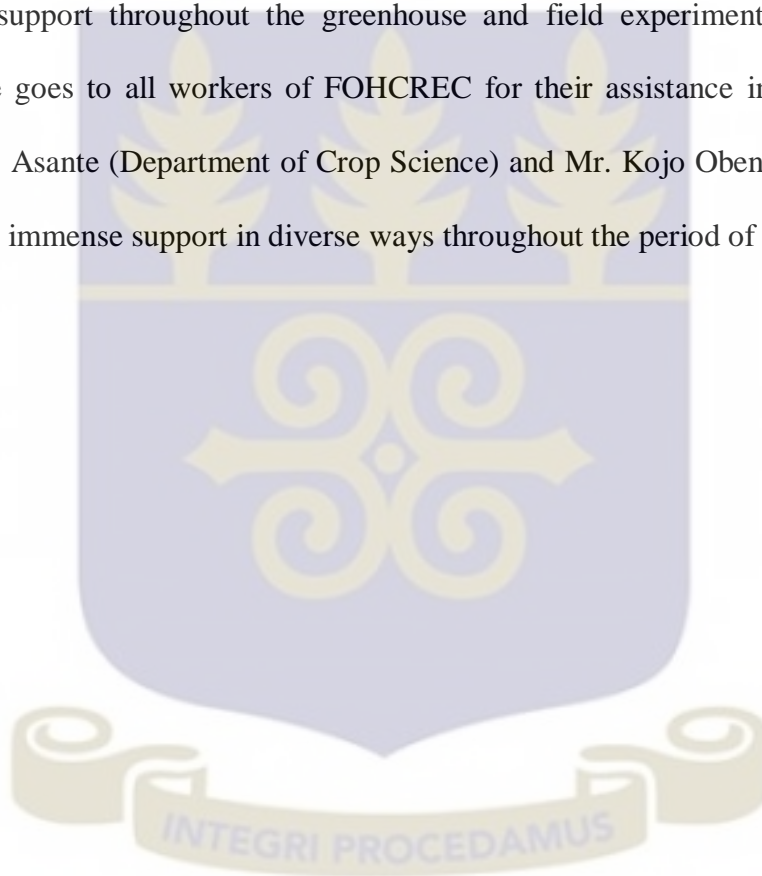 support throughout the greenhouse and field experiment
goes to all workers of FOHCREC for their assistance in
Asante (Department of Crop Science) and Mr. Kojo Oben
immense support in diverse ways throughout the period of
INTEGRI PROCEDAMUS